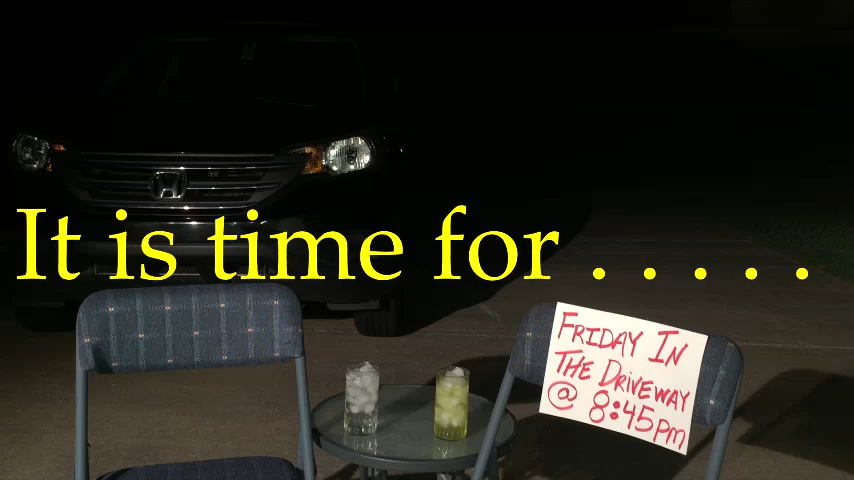 It is time for . . . . .
FRIDAY IN
THE DRIVEWAY
@ 8:45pm